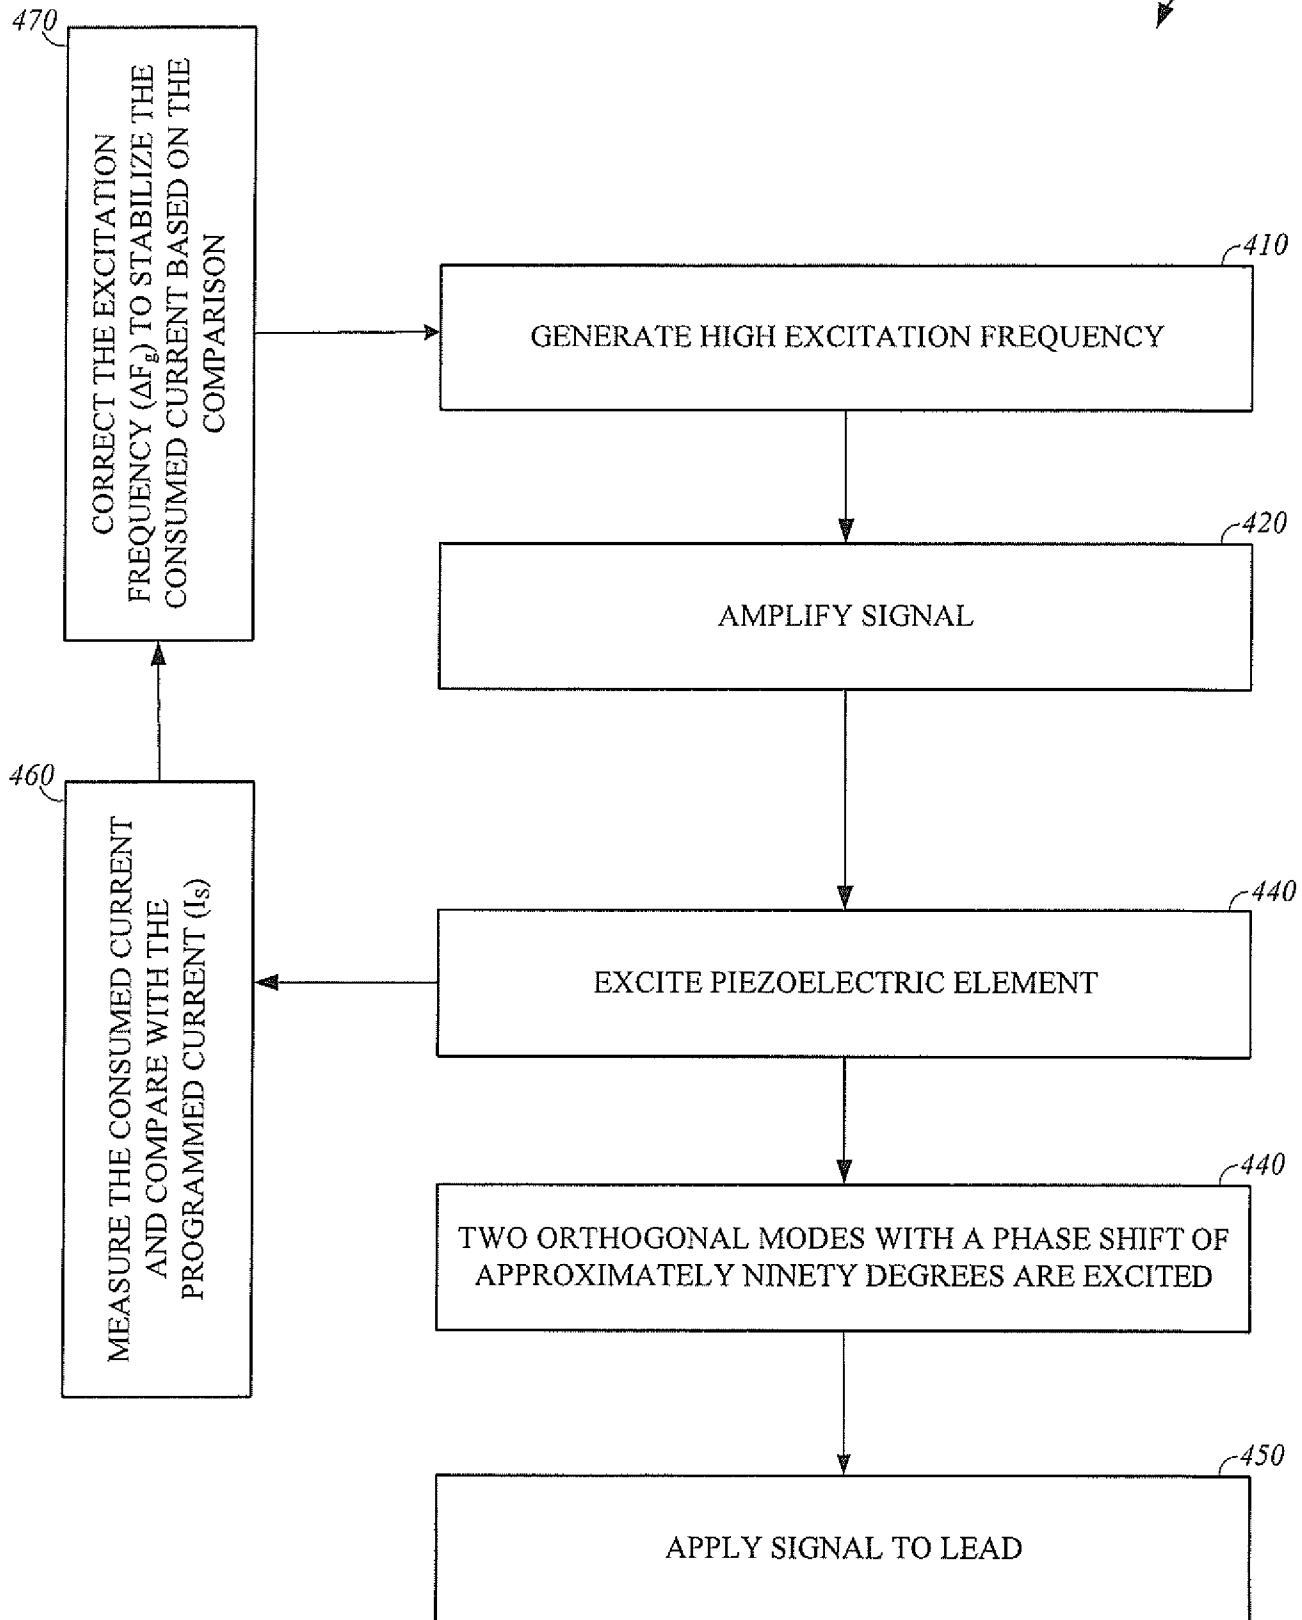 470
CORRECT THE EXCITATION
FREQUENCY (ΔFg) TO STABILIZE THE
CONSUMED CURRENT BASED ON THE
COMPARISON
410
GENERATE HIGH EXCITATION FREQUENCY
420
AMPLIFY SIGNAL
460
MEASURE THE CONSUMED CURRENT
AND COMPARE WITH THE
PROGRAMMED CURRENT (IS)
440
EXCITE PIEZOELECTRIC ELEMENT
440
TWO ORTHOGONAL MODES WITH A PHASE SHIFT OF
APPROXIMATELY NINETY DEGREES ARE EXCITED
450
APPLY SIGNAL TO LEAD